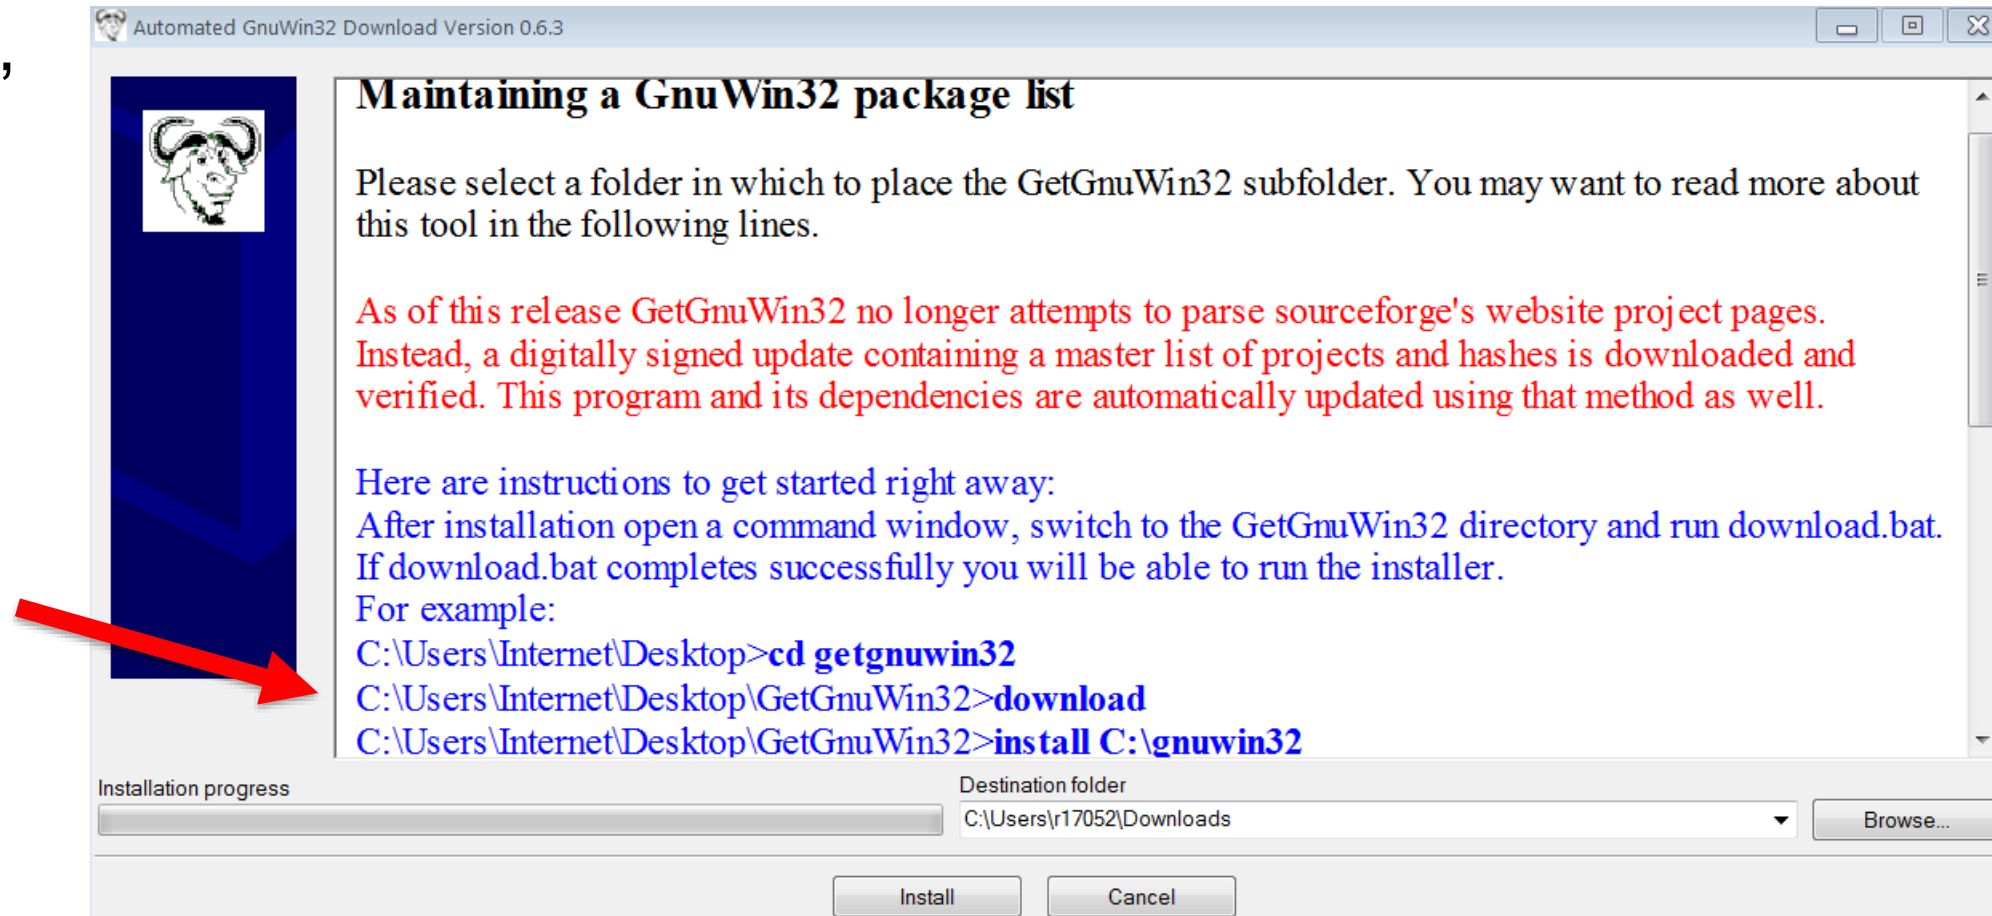 Automated GnuWin32 Download Version 0.6.3
,
Maintaining a GnuWin32 package list
Please select a folder in which to place the GetGnuWin32 subfolder. You may want to read more about
this tool in the following lines.
As of this release GetGnuWin32 no longer attempts to parse sourceforge's website project pages.
Instead, a digitally signed update containing a master list of projects and hashes is downloaded and
verified. This program and its dependencies are automatically updated using that method as well.
Here are instructions to get started right away:
After installation open a command window, switch to the GetGnuWin32 directory and run download.bat.
If download.bat completes successfully you will be able to run the installer.
For example:
C:\Users\Internet\Desktop>cd getgnuwin32
C:\Users\Internet\Desktop\GetGnuWin32>download
C:\Users\Internet\Desktop\GetGnuWin32>install C:\gnuwin32
Installation progress
Destination folder
C:\Users\r17052\Downloads
Browse...
Install
Cancel